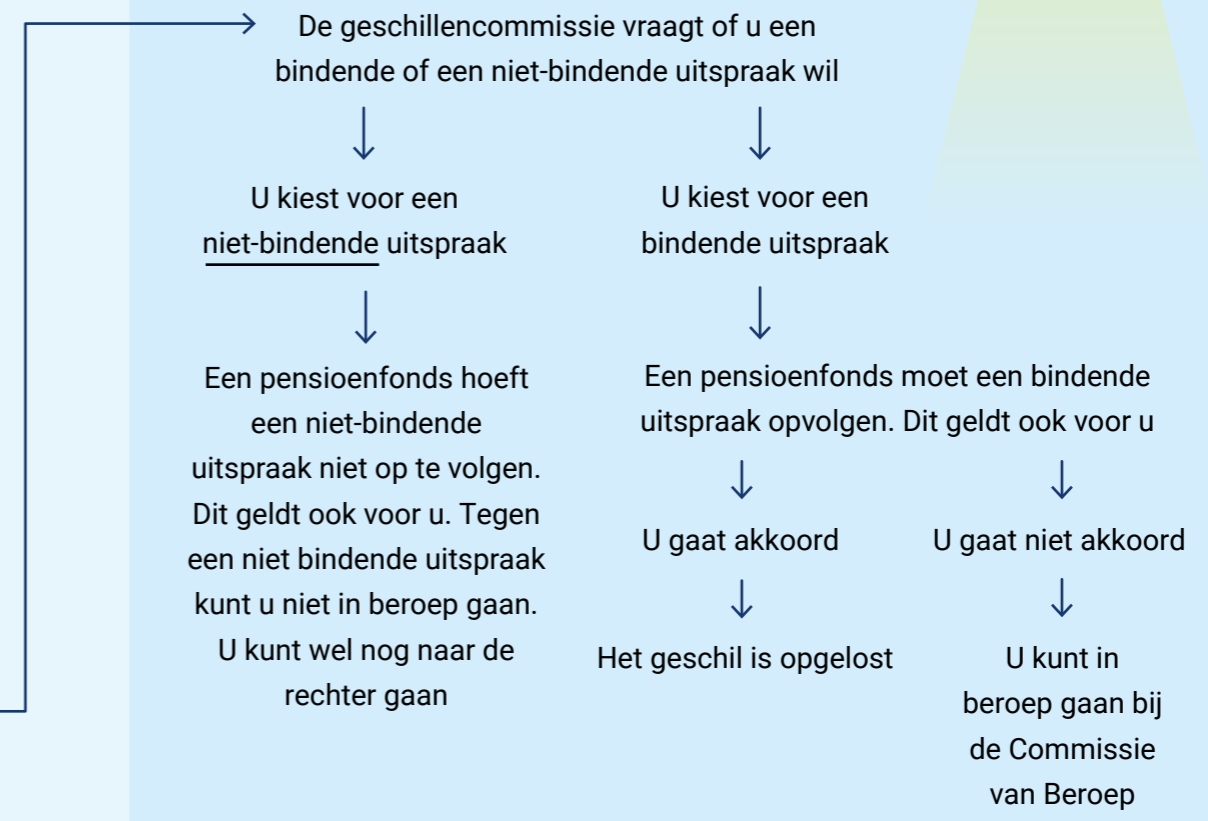 De geschillencommissie vraagt of u een
bindende of een niet-bindende uitspraak wil
U kiest voor een
niet-bindende uitspraak
Een pensioenfonds hoeft
een niet-bindende
uitspraak niet op te volgen.
Dit geldt ook voor u. Tegen
een niet bindende uitspraak
kunt u niet in beroep gaan.
U kunt wel nog naar de
rechter gaan
U kiest voor een
bindende uitspraak
Een pensioenfonds moet een bindende
uitspraak opvolgen. Dit geldt ook voor u
U gaat akkoord
Het geschil is opgelost
U gaat niet akkoord
U kunt in
beroep gaan bij
de Commissie
van Beroep